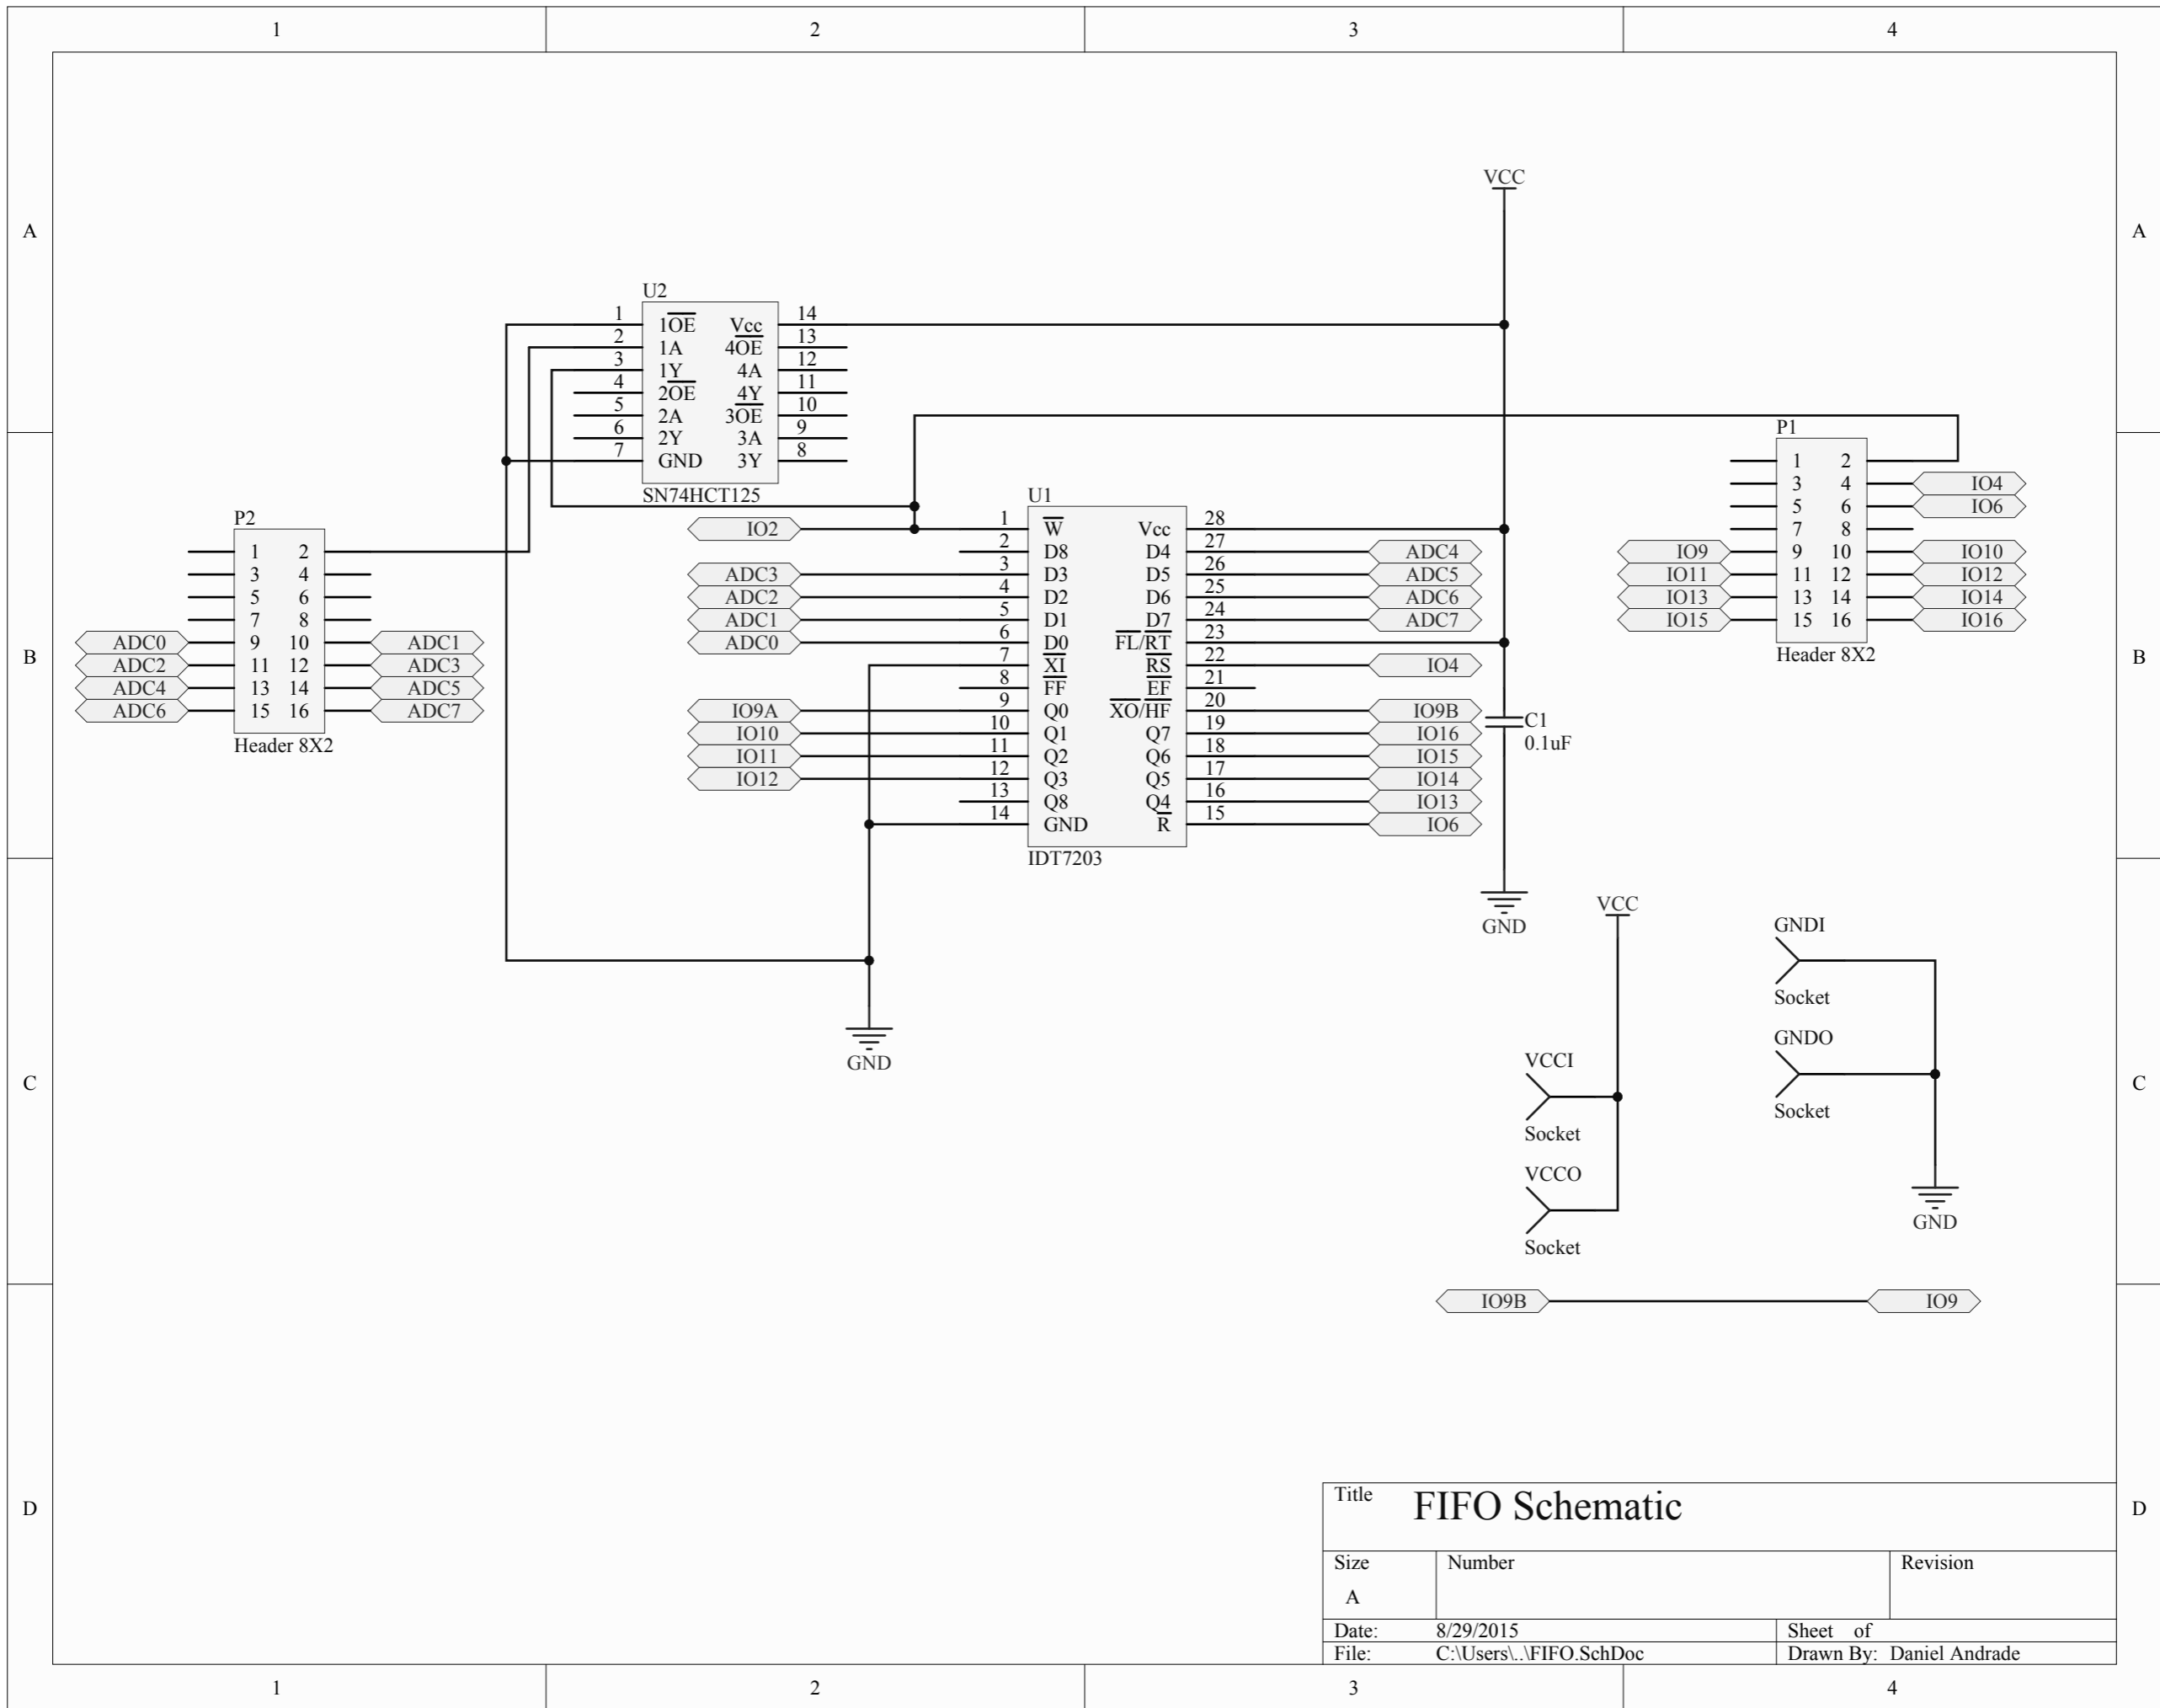 1 2 3 4
A A
VCC
U2
1 1OE Vcc 14
2 1A 4OE 13
3 1Y 4A 12
4 2OE 4Y 11
5 2A 3OE 10
6 2Y 3A 9
7 GND 3Y 8
SN74HCT125
P1
1 2
3 4 IO4
5 6 IO6
7 8
IO9 9 10 IO10
IO11 11 12 IO12
IO13 13 14 IO14
IO15 15 16 IO16
Header 8X2
P2
1 2
3 4
5 6
7 8
ADC0 9 10 ADC1
ADC2 11 12 ADC3
ADC4 13 14 ADC5
ADC6 15 16 ADC7
Header 8X2
U1
IO2 1 W Vcc 28
2 D8 D4 27 ADC4
ADC3 3 D3 D5 26 ADC5
ADC2 4 D2 D6 25 ADC6
ADC1 5 D1 D7 24 ADC7
ADC0 6 D0 FL/RT 23
7 XI RS 22 IO4
8 FF EF 21
IO9A 9 Q0 XO/HF 20 IO9B
IO10 10 Q1 Q7 19 IO16
IO11 11 Q2 Q6 18 IO15
IO12 12 Q3 Q5 17 IO14
13 Q8 Q4 16 IO13
14 GND R 15 IO6
IDT7203
C1
0.1uF
B B
GND
GND
VCC
GNDI
Socket
GNDO
Socket
VCCI
Socket
VCCO
Socket
GND
C C
IO9B IO9
D D
Title FIFO Schematic
Size Number Revision
A
Date: 8/29/2015 Sheet of
File: C:\Users\..\FIFO.SchDoc Drawn By: Daniel Andrade
1 2 3 4